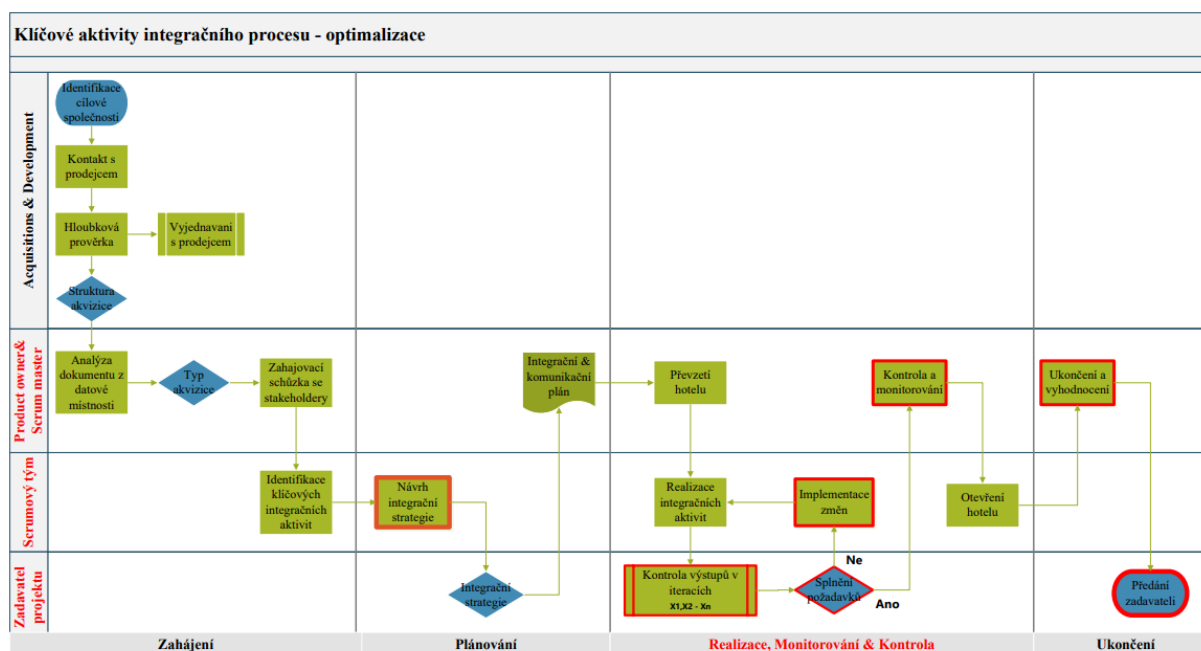 Klíčové aktivity integračního procesu - optimalizace
Acquisitions & Development
Identifikace
cílové
společnosti
Kontakt s
prodejcem
Hloubková
prověrka
Vyjednavani
s prodejcem
Struktura
akvizice
Product owner&
Scrum master
Analýza
dokumentu z
datové
místnosti
Typ
akvizice
Zahajovací
schůzka se
stakeholdery
Integrační &
komunikační
plán
Převzetí
hotelu
Kontrola a
monitorování
Ukončení a
vyhodnocení
Scrumový tým
Identifikace
klíčových
integračních
aktivit
Návrh
integrační
strategie
Realizace
integračních
aktivit
Implementace
změn
Otevření
hotelu
Zadavatel
projektu
Integrační
strategie
Kontrola výstupů v
iteracích
X1,X2 - Xn
Splnění
požadavků
Ne
Ano
Předání
zadavateli
Zahájení
Plánování
Realizace, Monitorování & Kontrola
Ukončení